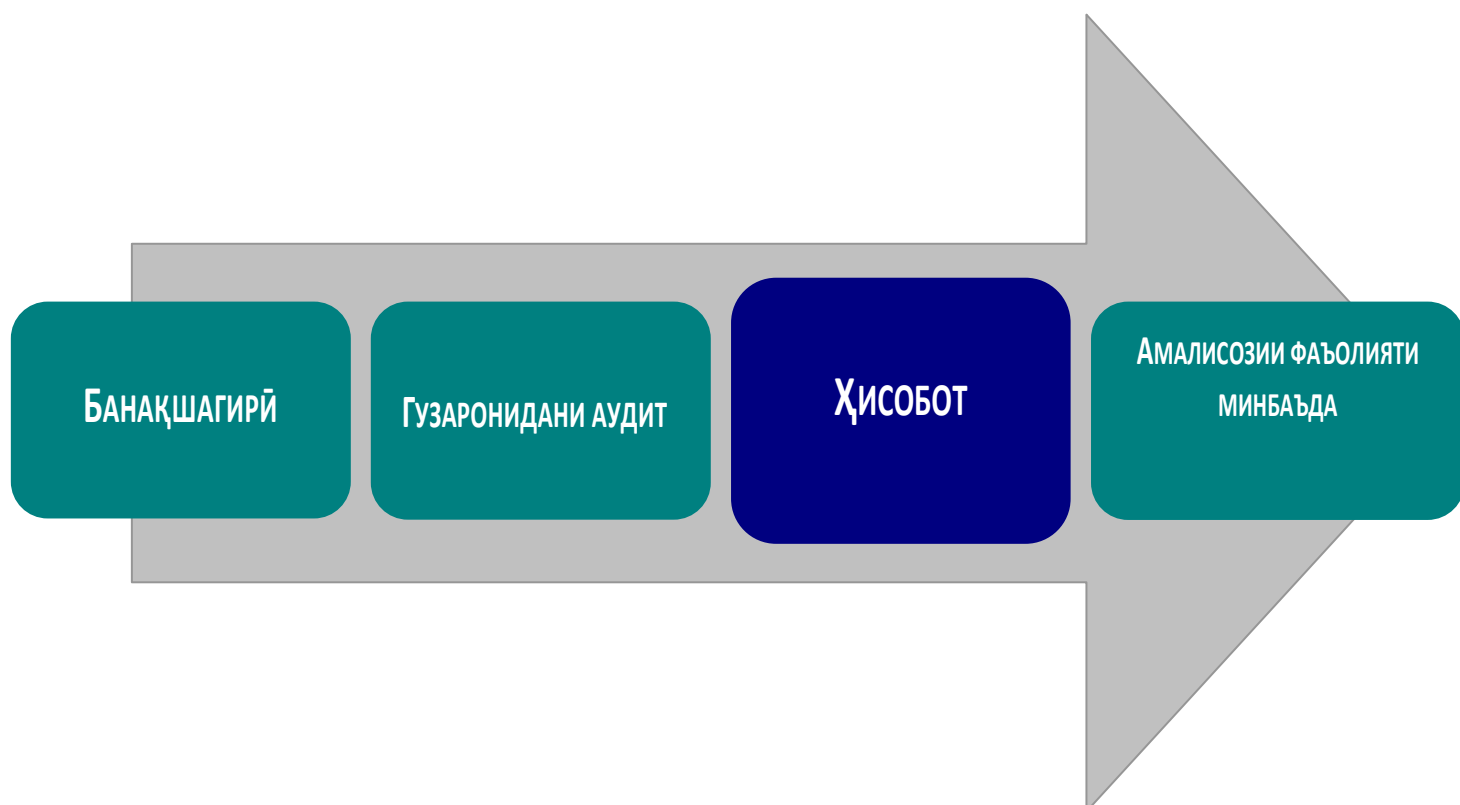 БАНАҚШАГИРӢ
ГУЗАРОНИДАНИ АУДИТ
ҲИСОБОТ
АМАЛИСОЗИИ ФАЪОЛИЯТИ
МИНБАЪДА